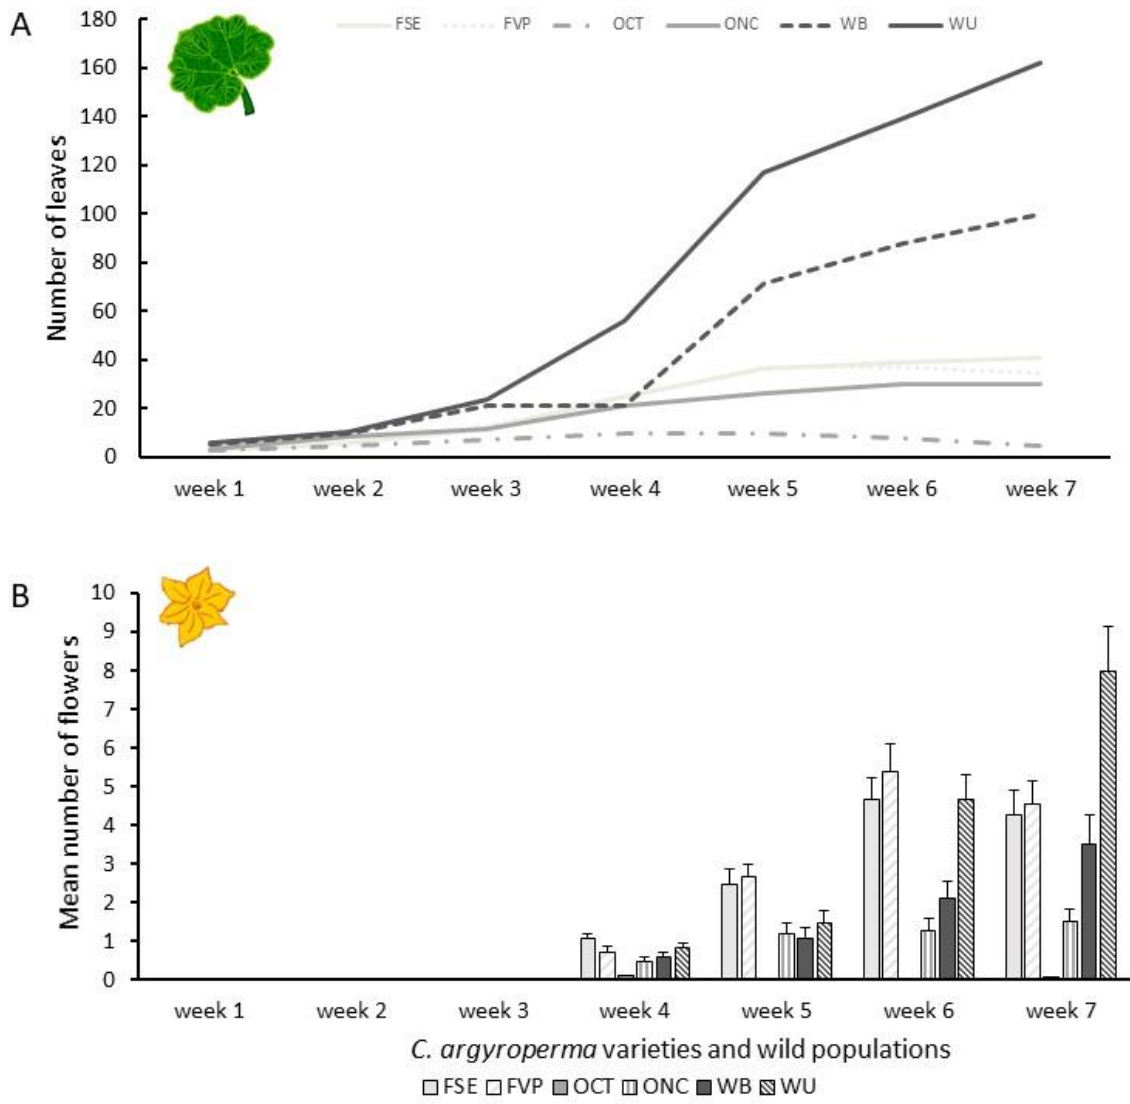 A
180
160
140
120
100
80
60
40
20
0
Number of leaves
FSE FVP OCT ONC WB WU
week 1 week 2 week 3 week 4 week 5 week 6 week 7
B
10
9
8
7
6
5
4
3
2
1
0
Mean number of flowers
week 1 week 2 week 3 week 4 week 5 week 6 week 7
C. argyroperma varieties and wild populations
FSE FVP OCT ONC WB WU